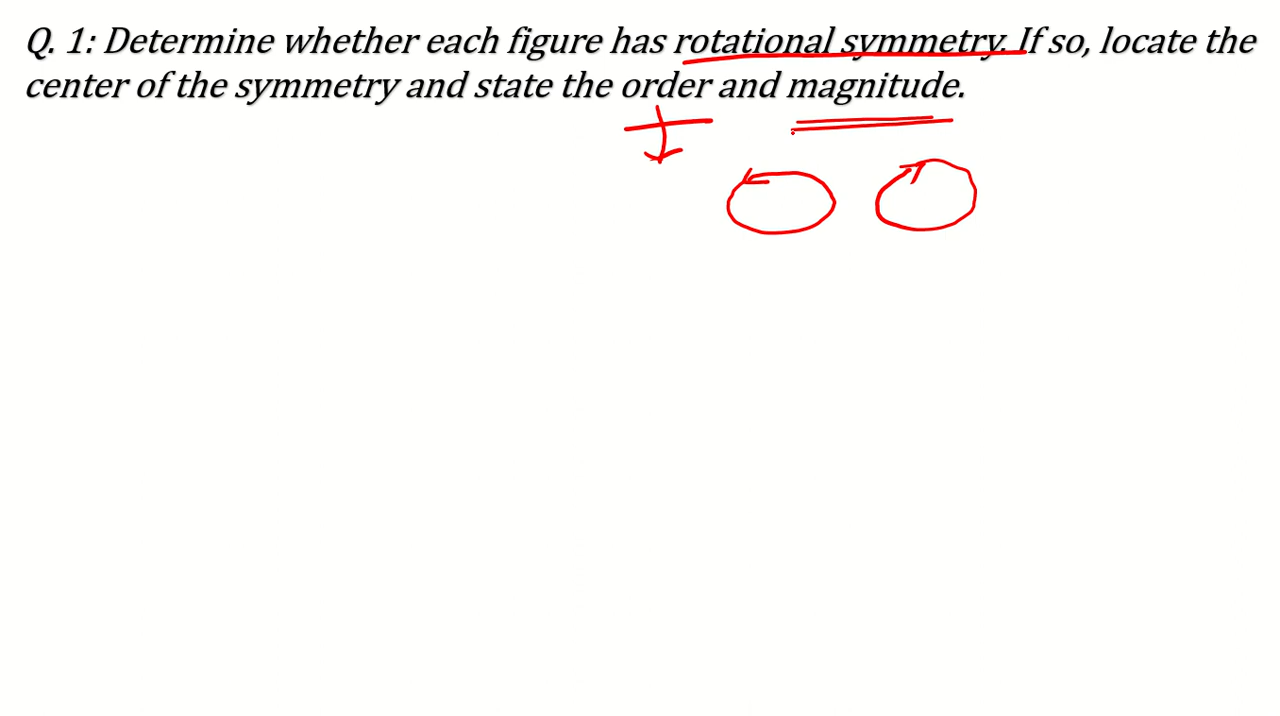 Q. 1: Determine whether each figure has rotational symmetry. If so, locate the
center of the symmetry and state the order and magnitude.